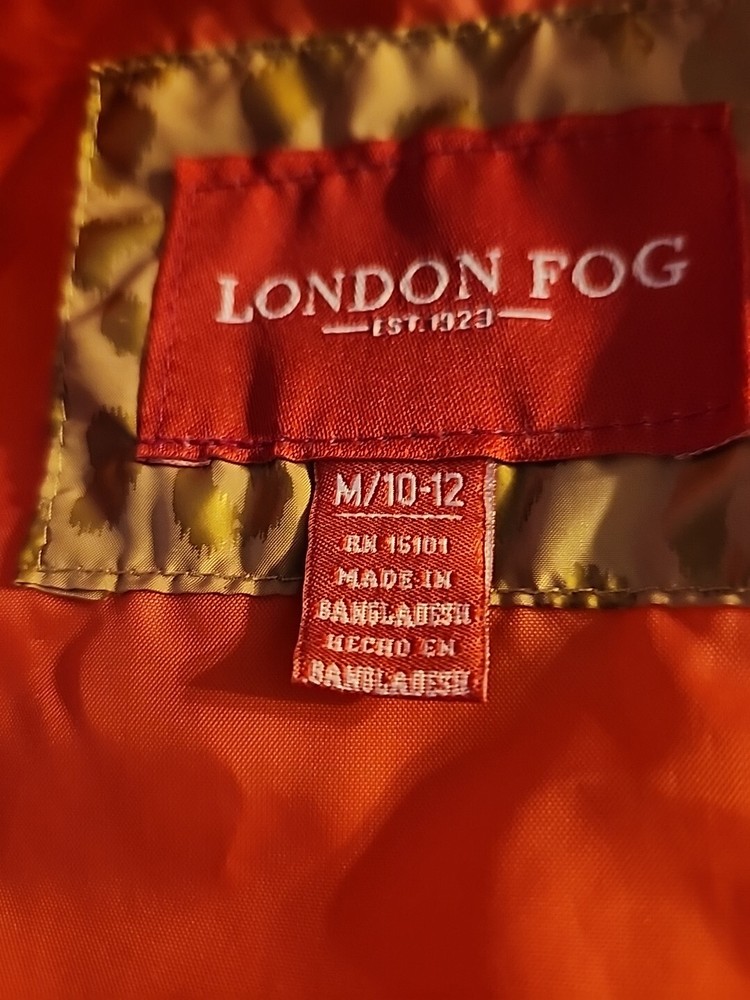 LONDON FOG
EST.1923
M/10-12
RN 15101
MADE IN
BANGLADESH
HECHO EN
BANGLADESH